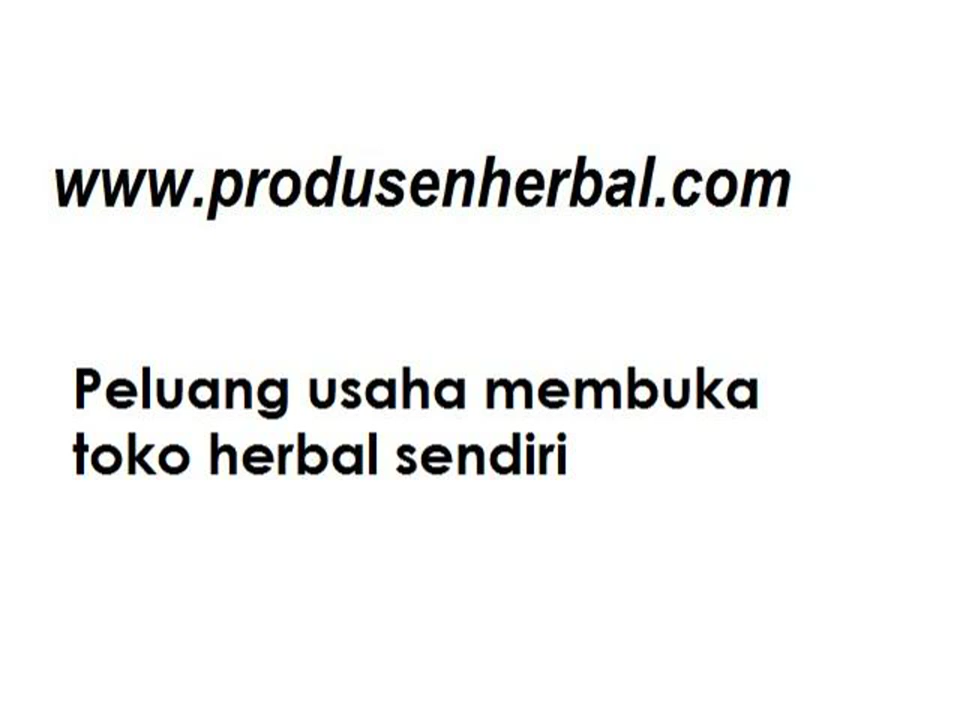 www.produsenherbal.com
Peluang usaha membuka
toko herbal sendiri